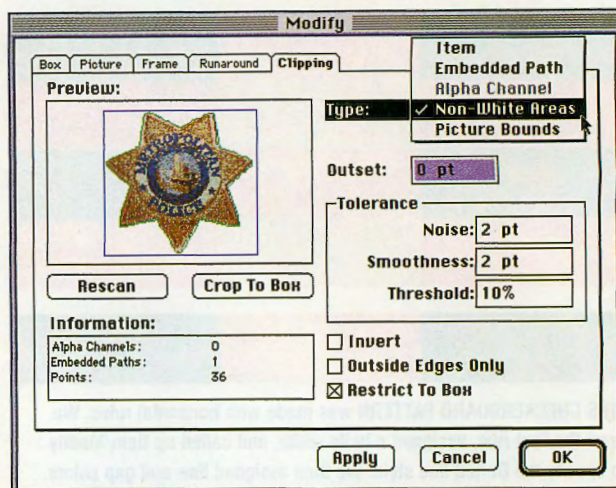 Modify
Box Picture Frame Runaround Clipping
Item
Embedded Path
Alpha Channel
✓ Non-White Areas
Picture Bounds
Preview:
Type:
METROPOLITAN
POLICE
Outset: 0 pt
Tolerance
Noise: 2 pt
Smoothness: 2 pt
Threshold: 10%
Rescan
Crop To Box
Information:
Alpha Channels: 0
Embedded Paths: 1
Points: 36
Invert
Outside Edges Only
Restrict To Box
Apply
Cancel
OK